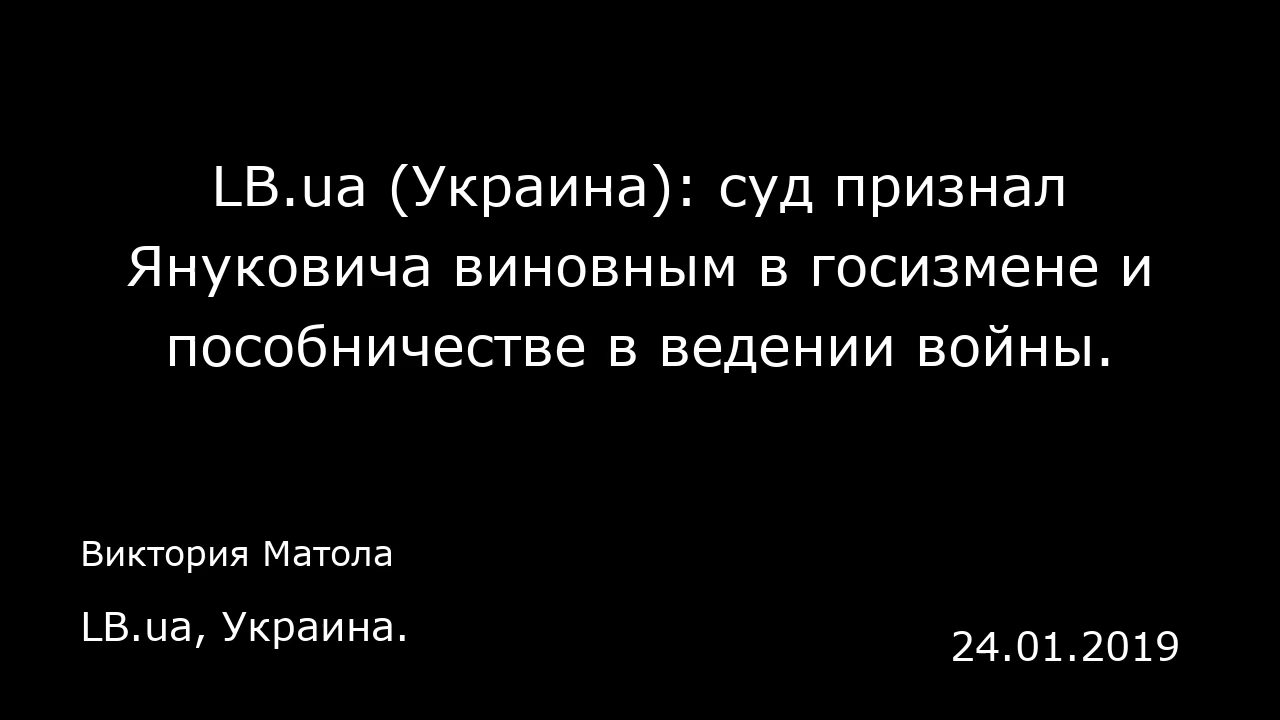 LB.ua (Украина): суд признал
Януковича виновным в госизмене и
пособничестве в ведении войны.
Виктория Матола
LB.ua, Украина.
24.01.2019